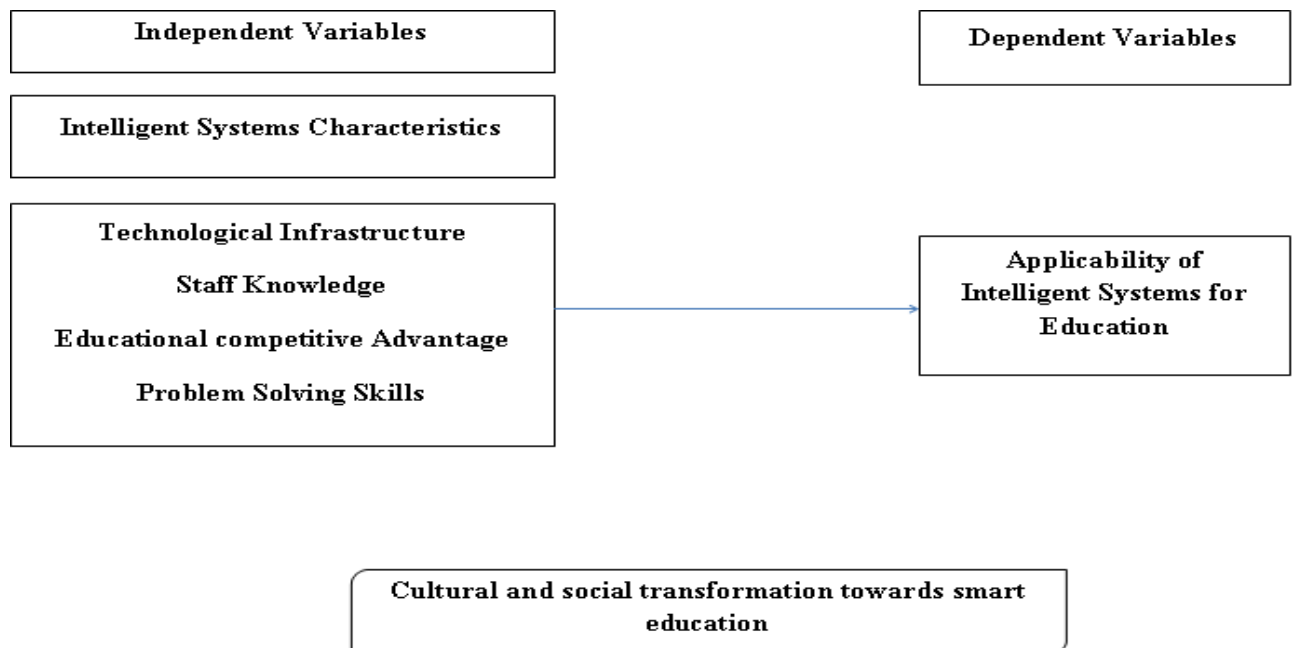 Independent Variables
Dependent Variables
Intelligent Systems Characteristics
Technological Infrastructure
Staff Knowledge
Educational competitive Advantage
Problem Solving Skills
Applicability of
Intelligent Systems for
Education
Cultural and social transformation towards smart
education